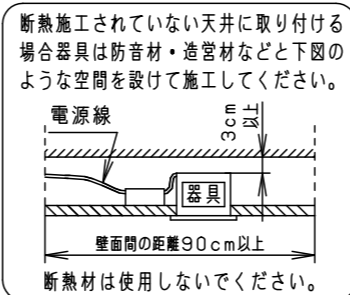 断熱施工されていない天井に取り付ける
場合器具は防音材・造営材などと下図の
ような空間を設けて施工してください。
電源線
3cm
以上
器具
壁面間の距離90cm以上
断熱材は使用しないでください。